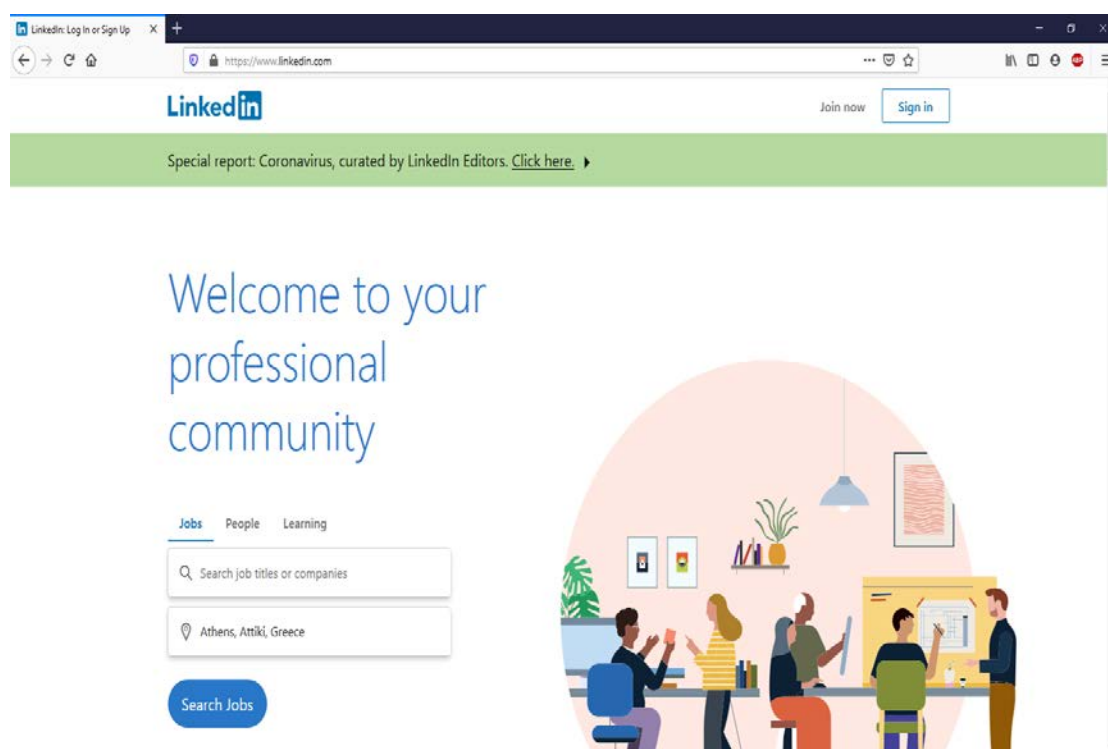 LinkedIn: Log In or Sign Up
https://www.linkedin.com
ABP
Linked in
Join now
Sign in
Special report: Coronavirus, curated by LinkedIn Editors. Click here.
Welcome to your
professional
community
Jobs People Learning
Search job titles or companies
Athens, Attiki, Greece
Search Jobs